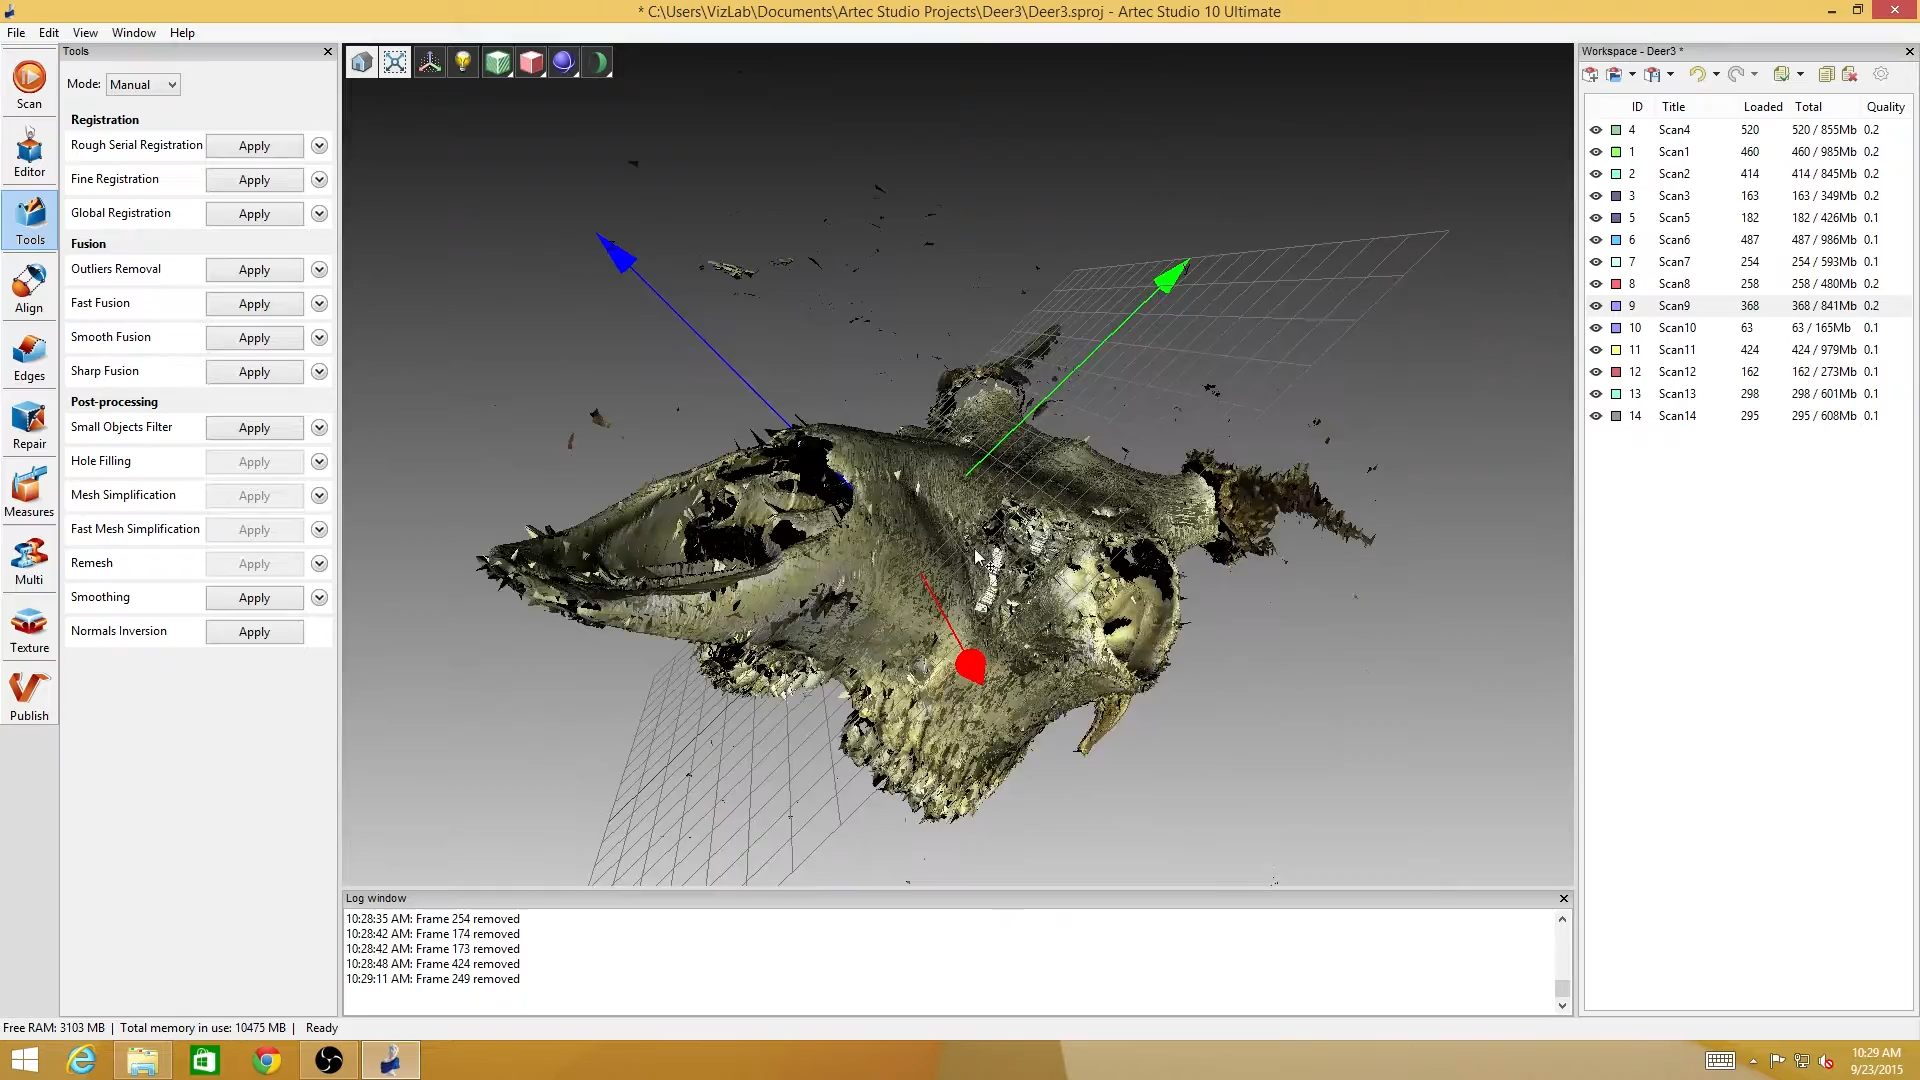 * C:\Users\VizLab\Documents\Artec Studio Projects\Deer3\Deer3.sproj - Artec Studio 10 Ultimate
File Edit View Window Help
Tools
Mode: Manual
Registration
Rough Serial Registration Apply
Fine Registration Apply
Global Registration Apply
Fusion
Outliers Removal Apply
Fast Fusion Apply
Smooth Fusion Apply
Sharp Fusion Apply
Post-processing
Small Objects Filter Apply
Hole Filling Apply
Mesh Simplification Apply
Fast Mesh Simplification Apply
Remesh Apply
Smoothing Apply
Normals Inversion Apply
Scan
Editor
Tools
Align
Edges
Repair
Measures
Multi
Texture
Publish
Workspace - Deer3 *
ID Title Loaded Total Quality
4 Scan4 520 520 / 855Mb 0.2
1 Scan1 460 460 / 985Mb 0.2
2 Scan2 414 414 / 845Mb 0.2
3 Scan3 163 163 / 349Mb 0.2
5 Scan5 182 182 / 426Mb 0.1
6 Scan6 487 487 / 986Mb 0.1
7 Scan7 254 254 / 593Mb 0.1
8 Scan8 258 258 / 480Mb 0.2
9 Scan9 368 368 / 841Mb 0.2
10 Scan10 63 63 / 165Mb 0.1
11 Scan11 424 424 / 979Mb 0.1
12 Scan12 162 162 / 273Mb 0.1
13 Scan13 298 298 / 601Mb 0.1
14 Scan14 295 295 / 608Mb 0.1
Log window
10:28:35 AM: Frame 254 removed
10:28:42 AM: Frame 174 removed
10:28:42 AM: Frame 173 removed
10:28:48 AM: Frame 424 removed
10:29:11 AM: Frame 249 removed
Free RAM: 3103 MB | Total memory in use: 10475 MB | Ready
10:29 AM
9/23/2015